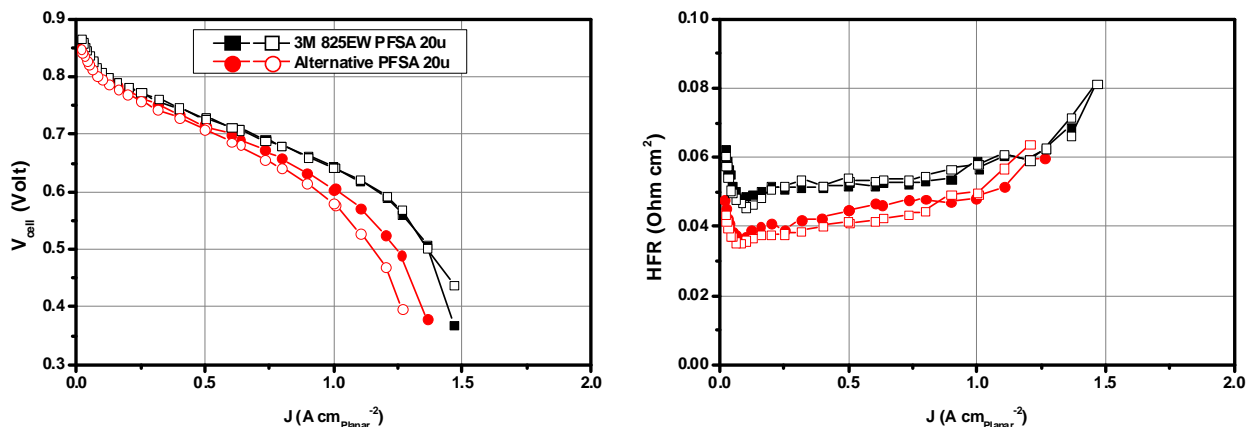 0.9
0.8
0.7
0.6
0.5
0.4
0.3
V_cell (Volt)
3M 825EW PFSA 20u
Alternative PFSA 20u
0.0 0.5 1.0 1.5 2.0
J (A cm_Planar^-2)
0.10
0.08
0.06
0.04
0.02
0.00
HFR (Ohm cm²)
0.0 0.5 1.0 1.5 2.0
J (A cm_Planar^-2)